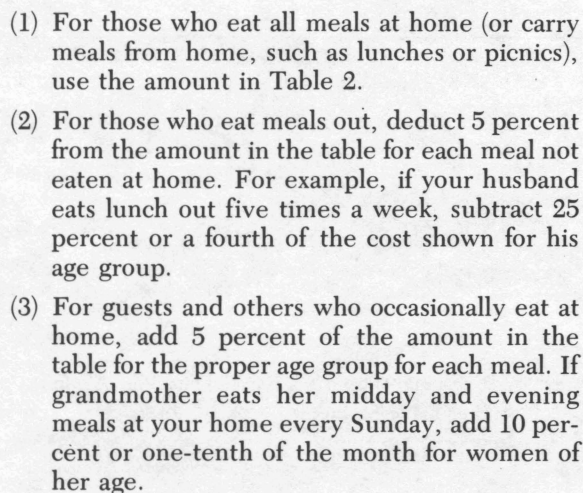 (1) For those who eat all meals at home (or carry
meals from home, such as lunches or picnics),
use the amount in Table 2.
(2) For those who eat meals out, deduct 5 percent
from the amount in the table for each meal not
eaten at home. For example, if your husband
eats lunch out five times a week, subtract 25
percent or a fourth of the cost shown for his
age group.
(3) For guests and others who occasionally eat at
home, add 5 percent of the amount in the
table for the proper age group for each meal. If
grandmother eats her midday and evening
meals at your home every Sunday, add 10 per-
cent or one-tenth of the month for women of
her age.